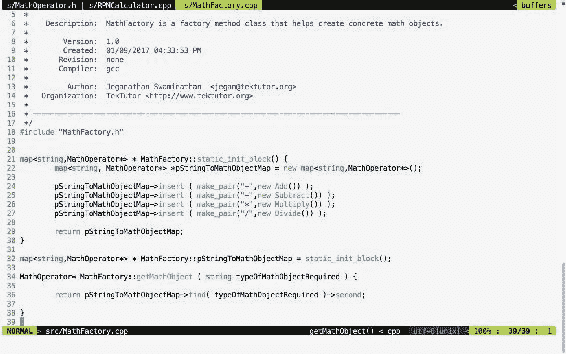 s/MathOperator.h | s/RPNCalculator.cpp  s/MathFactory.cpp < buffers
5 *
6 *    Description:  MathFactory is a factory method class that helps create concrete math objects.
7 *
8 *        Version:  1.0
9 *        Created:  01/09/2017 04:33:53 PM
10 *       Revision:  none
11 *       Compiler:  gcc
12 *
13 *         Author:  Jeganathan Swaminathan <jegan@tektutor.org>
14 *   Organization:  TekTutor <http://www.tektutor.org>
15 *
16 *
17 */
18 #include "MathFactory.h"
19
20
21 map<string,MathOperator*> * MathFactory::static_init_block() {
22         map<string, MathOperator*> *pStringToMathObjectMap = new map<string,MathOperator*>();
23
24         pStringToMathObjectMap->insert ( make_pair("+",new Add()) );
25         pStringToMathObjectMap->insert ( make_pair("-",new Subtract()) );
26         pStringToMathObjectMap->insert ( make_pair("*",new Multiply()) );
27         pStringToMathObjectMap->insert ( make_pair("/",new Divide()) );
28
29         return pStringToMathObjectMap;
30 }
31
32 map<string,MathOperator*> * MathFactory::pStringToMathObjectMap = static_init_block();
33
34 MathOperator* MathFactory::getMathObject ( string typeOfMathObjectRequired ) {
35
36         return pStringToMathObjectMap->find( typeOfMathObjectRequired )->second;
37
38 }
39
NORMAL > src/MathFactory.cpp getMathObject() < cpp utf-8[unix] 100% : 39/39 : 1